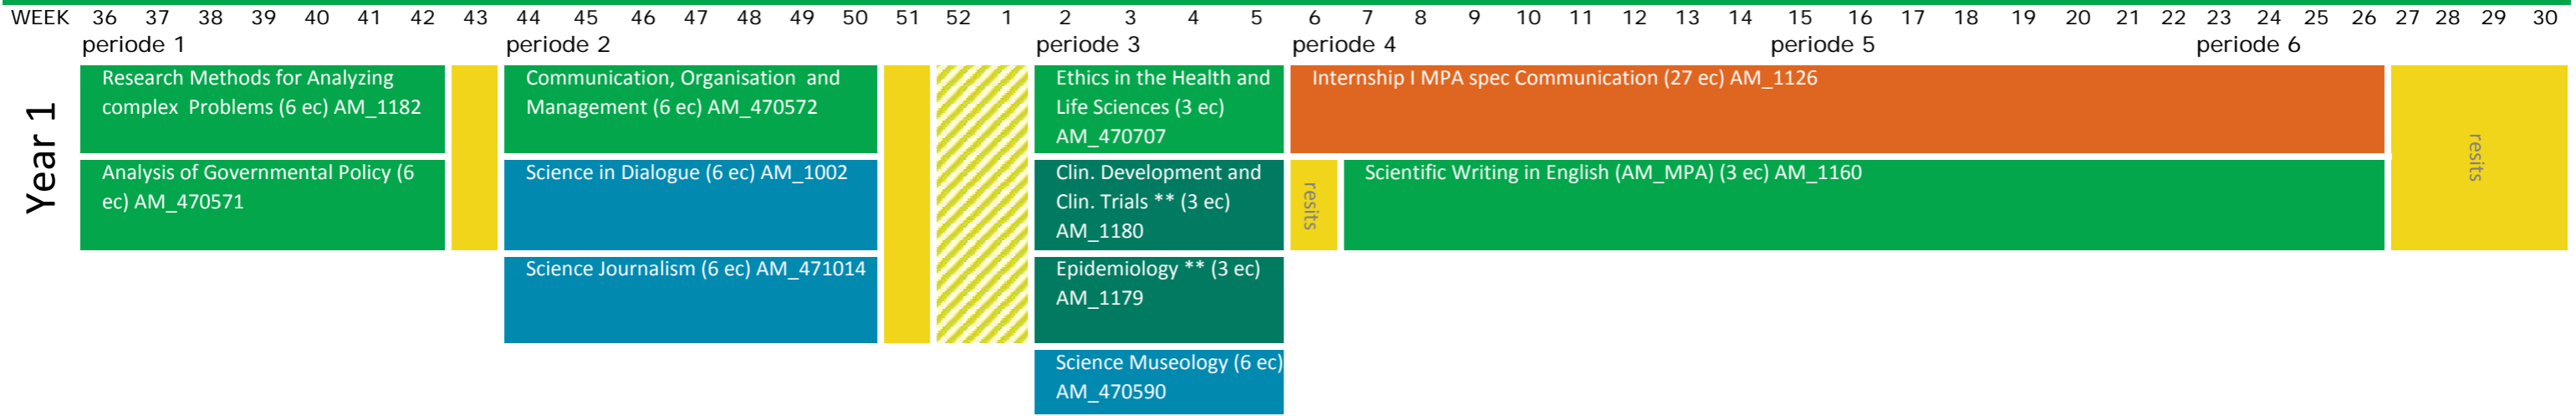 WEEK 36 37 38 39 40 41 42 43 44 45 46 47 48 49 50 51 52 1 2 3 4 5 6 7 8 9 10 11 12 13 14 15 16 17 18 19 20 21 22 23 24 25 26 27 28 29 30
periode 1 periode 2 periode 3 periode 4 periode 5 periode 6
Year 1
Research Methods for Analyzing
complex Problems (6 ec) AM_1182
Analysis of Governmental Policy (6
ec) AM_470571
Communication, Organisation and
Management (6 ec) AM_470572
Science in Dialogue (6 ec) AM_1002
Science Journalism (6 ec) AM_471014
Ethics in the Health and
Life Sciences (3 ec)
AM_470707
Clin. Development and
Clin. Trials ** (3 ec)
AM_1180
Epidemiology ** (3 ec)
AM_1179
Science Museology (6 ec)
AM_470590
Internship I MPA spec Communication (27 ec) AM_1126
resits
Scientific Writing in English (AM_MPA) (3 ec) AM_1160
resits